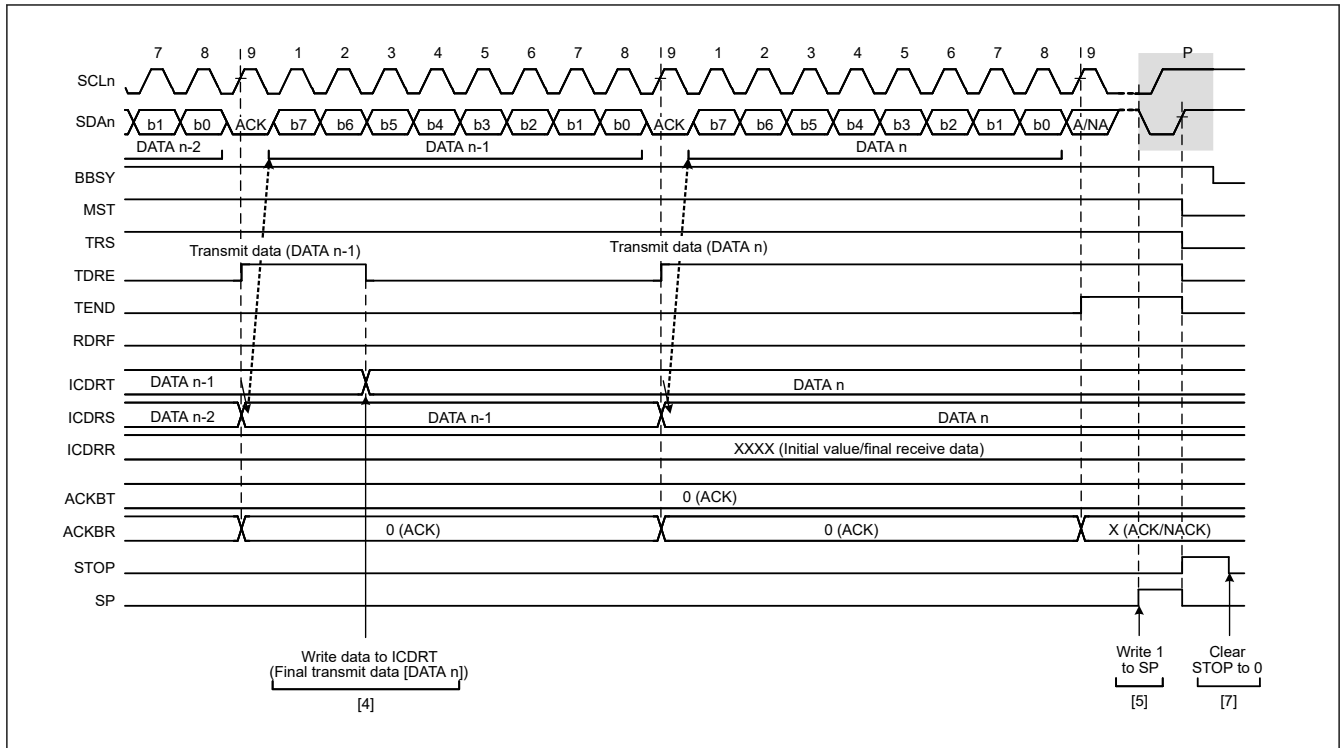 7 8 9 1 2 3 4 5 6 7 8 9 1 2 3 4 5 6 7 8 9 P
SCLn
SDAn b1 b0 ACK b7 b6 b5 b4 b3 b2 b1 b0 ACK b7 b6 b5 b4 b3 b2 b1 b0 A/NA
DATA n-2 DATA n-1 DATA n
BBSY
MST
TRS
Transmit data (DATA n-1) Transmit data (DATA n)
TDRE
TEND
RDRF
ICDRT DATA n-1 DATA n
ICDRS DATA n-2 DATA n-1 DATA n
ICDRR XXXX (Initial value/final receive data)
ACKBT 0 (ACK)
ACKBR 0 (ACK) 0 (ACK) X (ACK/NACK)
STOP
SP
Write data to ICDRT
(Final transmit data [DATA n])
[4]
Write 1
to SP
[5]
Clear
STOP to 0
[7]